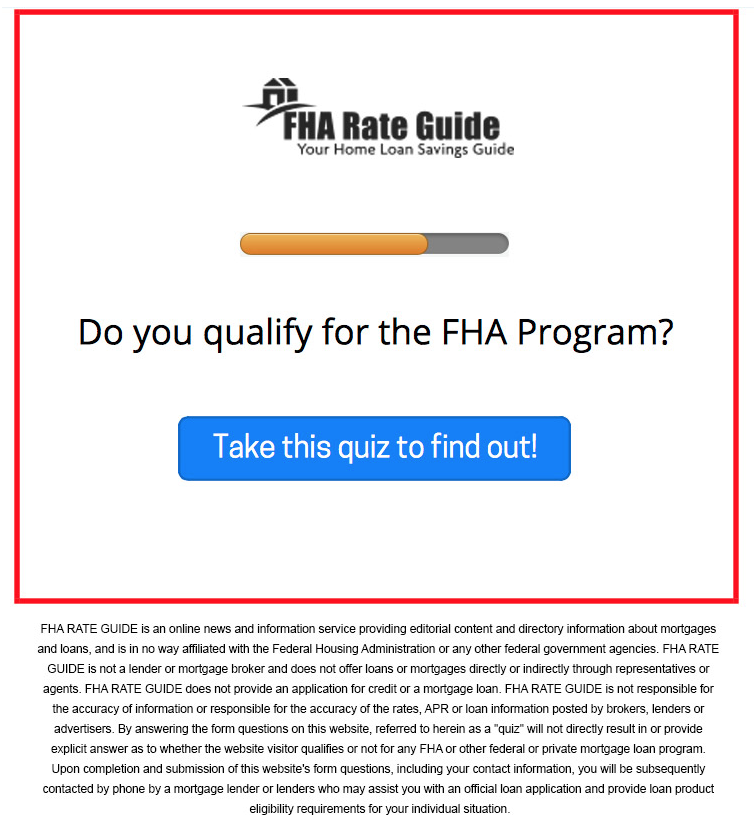 FHA Rate Guide
Your Home Loan Savings Guide
Do you qualify for the FHA Program?
Take this quiz to find out!
FHA RATE GUIDE is an online news and information service providing editorial content and directory information about mortgages
and loans, and is in no way affiliated with the Federal Housing Administration or any other federal government agencies. FHA RATE
GUIDE is not a lender or mortgage broker and does not offer loans or mortgages directly or indirectly through representatives or
agents. FHA RATE GUIDE does not provide an application for credit or a mortgage loan. FHA RATE GUIDE is not responsible for
the accuracy of information or responsible for the accuracy of the rates, APR or loan information posted by brokers, lenders or
advertisers. By answering the form questions on this website, referred to herein as a "quiz" will not directly result in or provide
explicit answer as to whether the website visitor qualifies or not for any FHA or other federal or private mortgage loan program.
Upon completion and submission of this website's form questions, including your contact information, you will be subsequently
contacted by phone by a mortgage lender or lenders who may assist you with an official loan application and provide loan product
eligibility requirements for your individual situation.